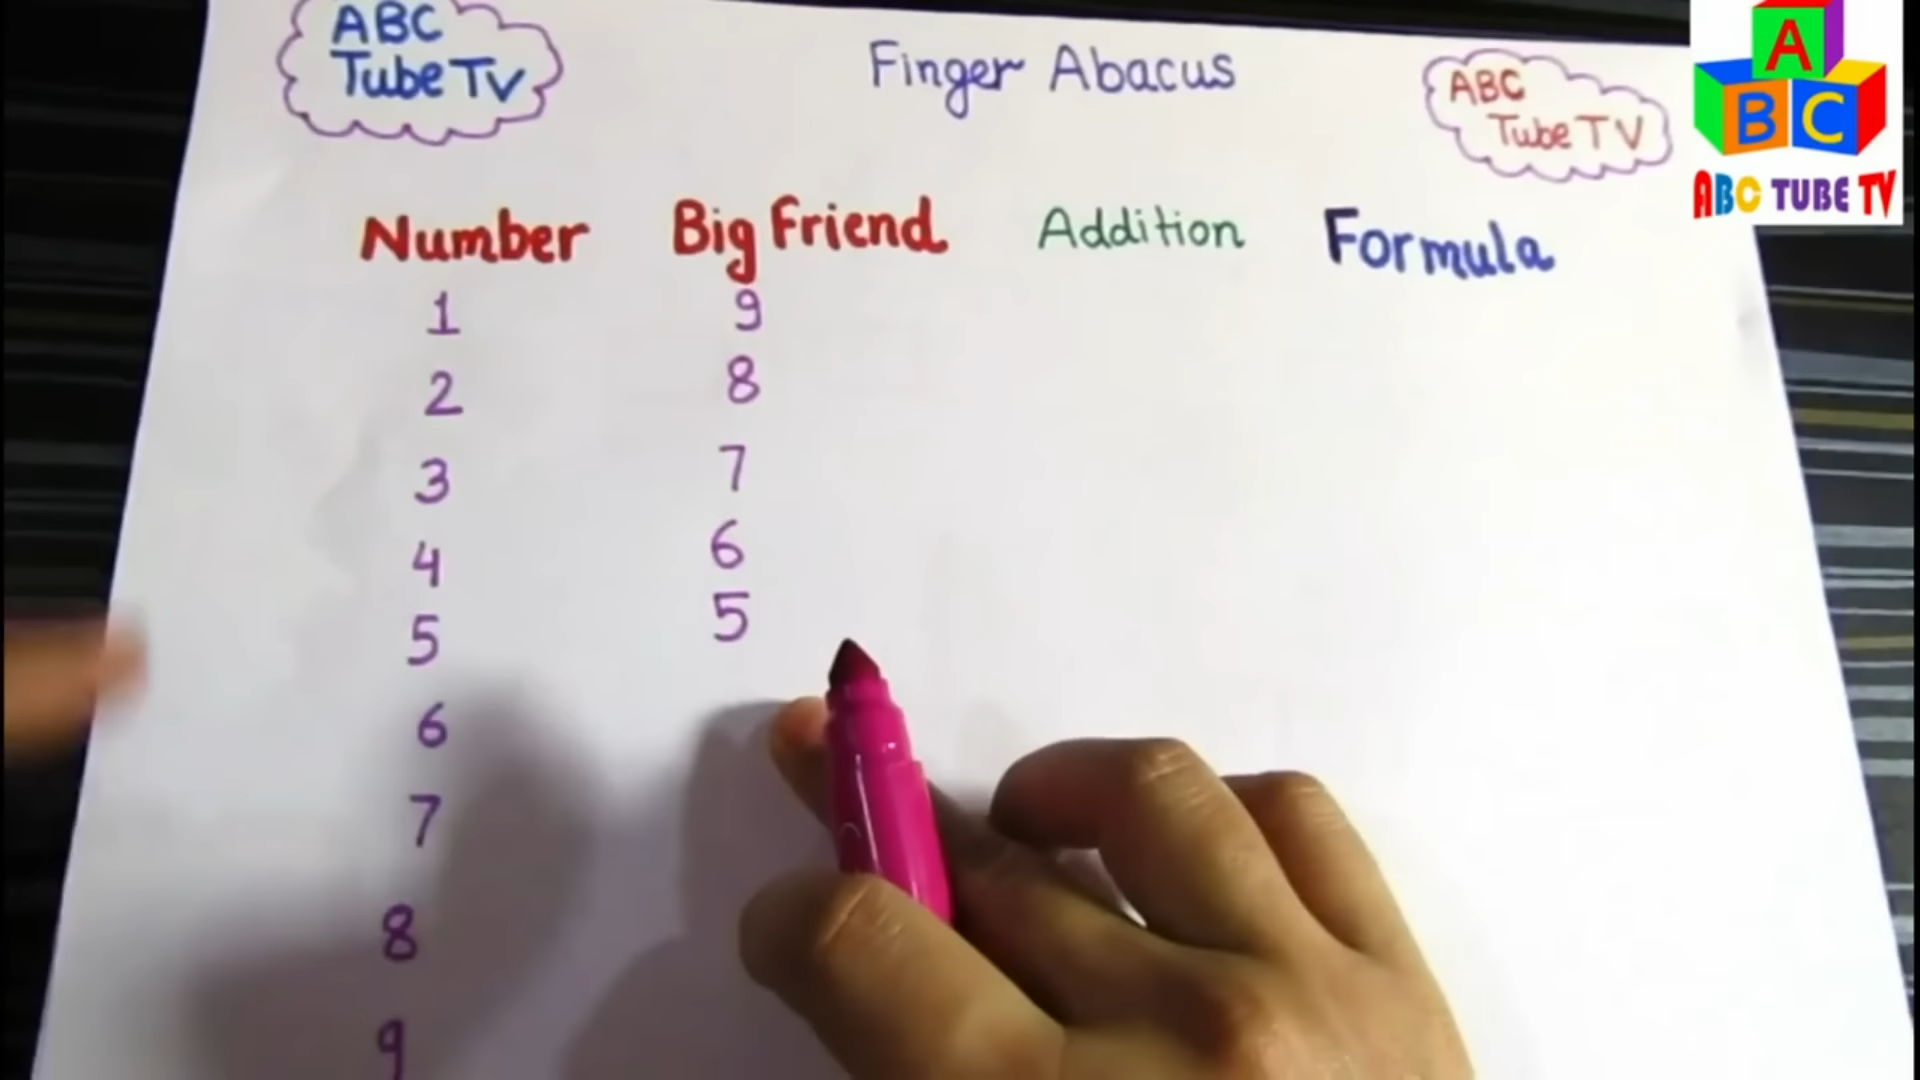 ABC
Tube TV
Finger Abacus
ABC
Tube TV
A
B C
ABC TUBE TV
Number Big Friend Addition Formula
1 9
2 8
3 7
4 6
5 5
6
7
8
9